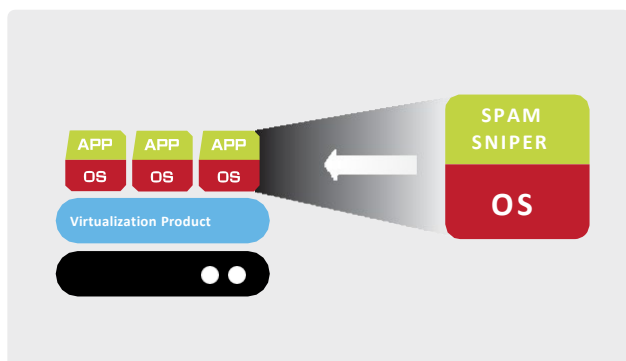 SPAM
SNIPER
APP APP APP
OS OS OS
OS
Virtualization Product